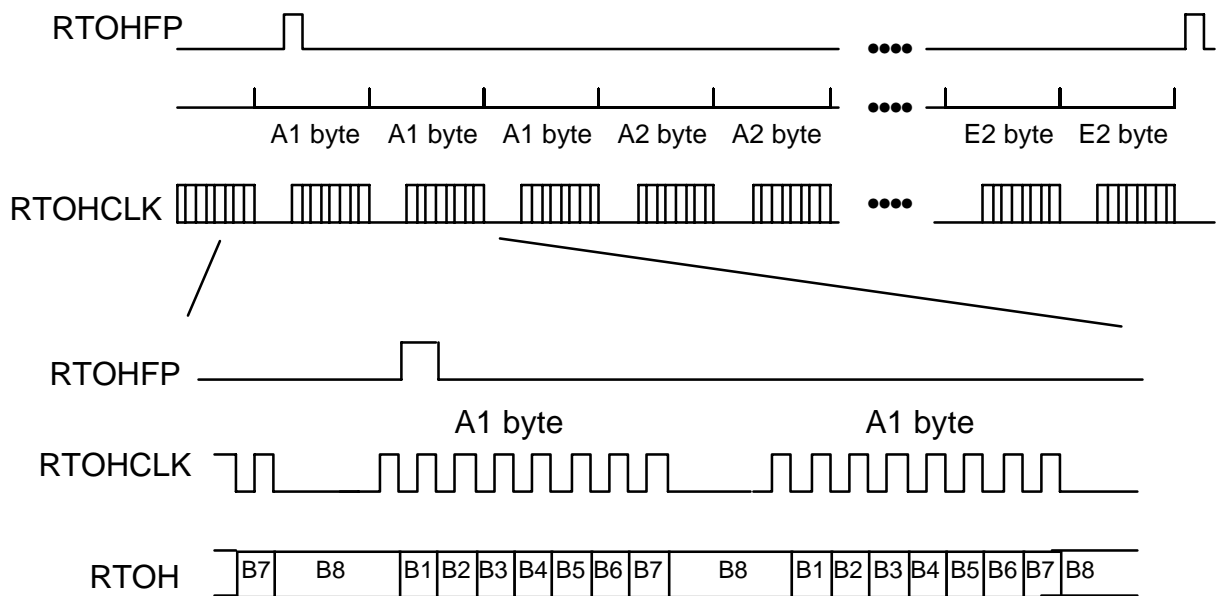 RTOHFP
A1 byte A1 byte A1 byte A2 byte A2 byte E2 byte E2 byte
RTOHCLK
RTOHFP
A1 byte A1 byte
RTOHCLK
RTOH B7 B8 B1 B2 B3 B4 B5 B6 B7 B8 B1 B2 B3 B4 B5 B6 B7 B8